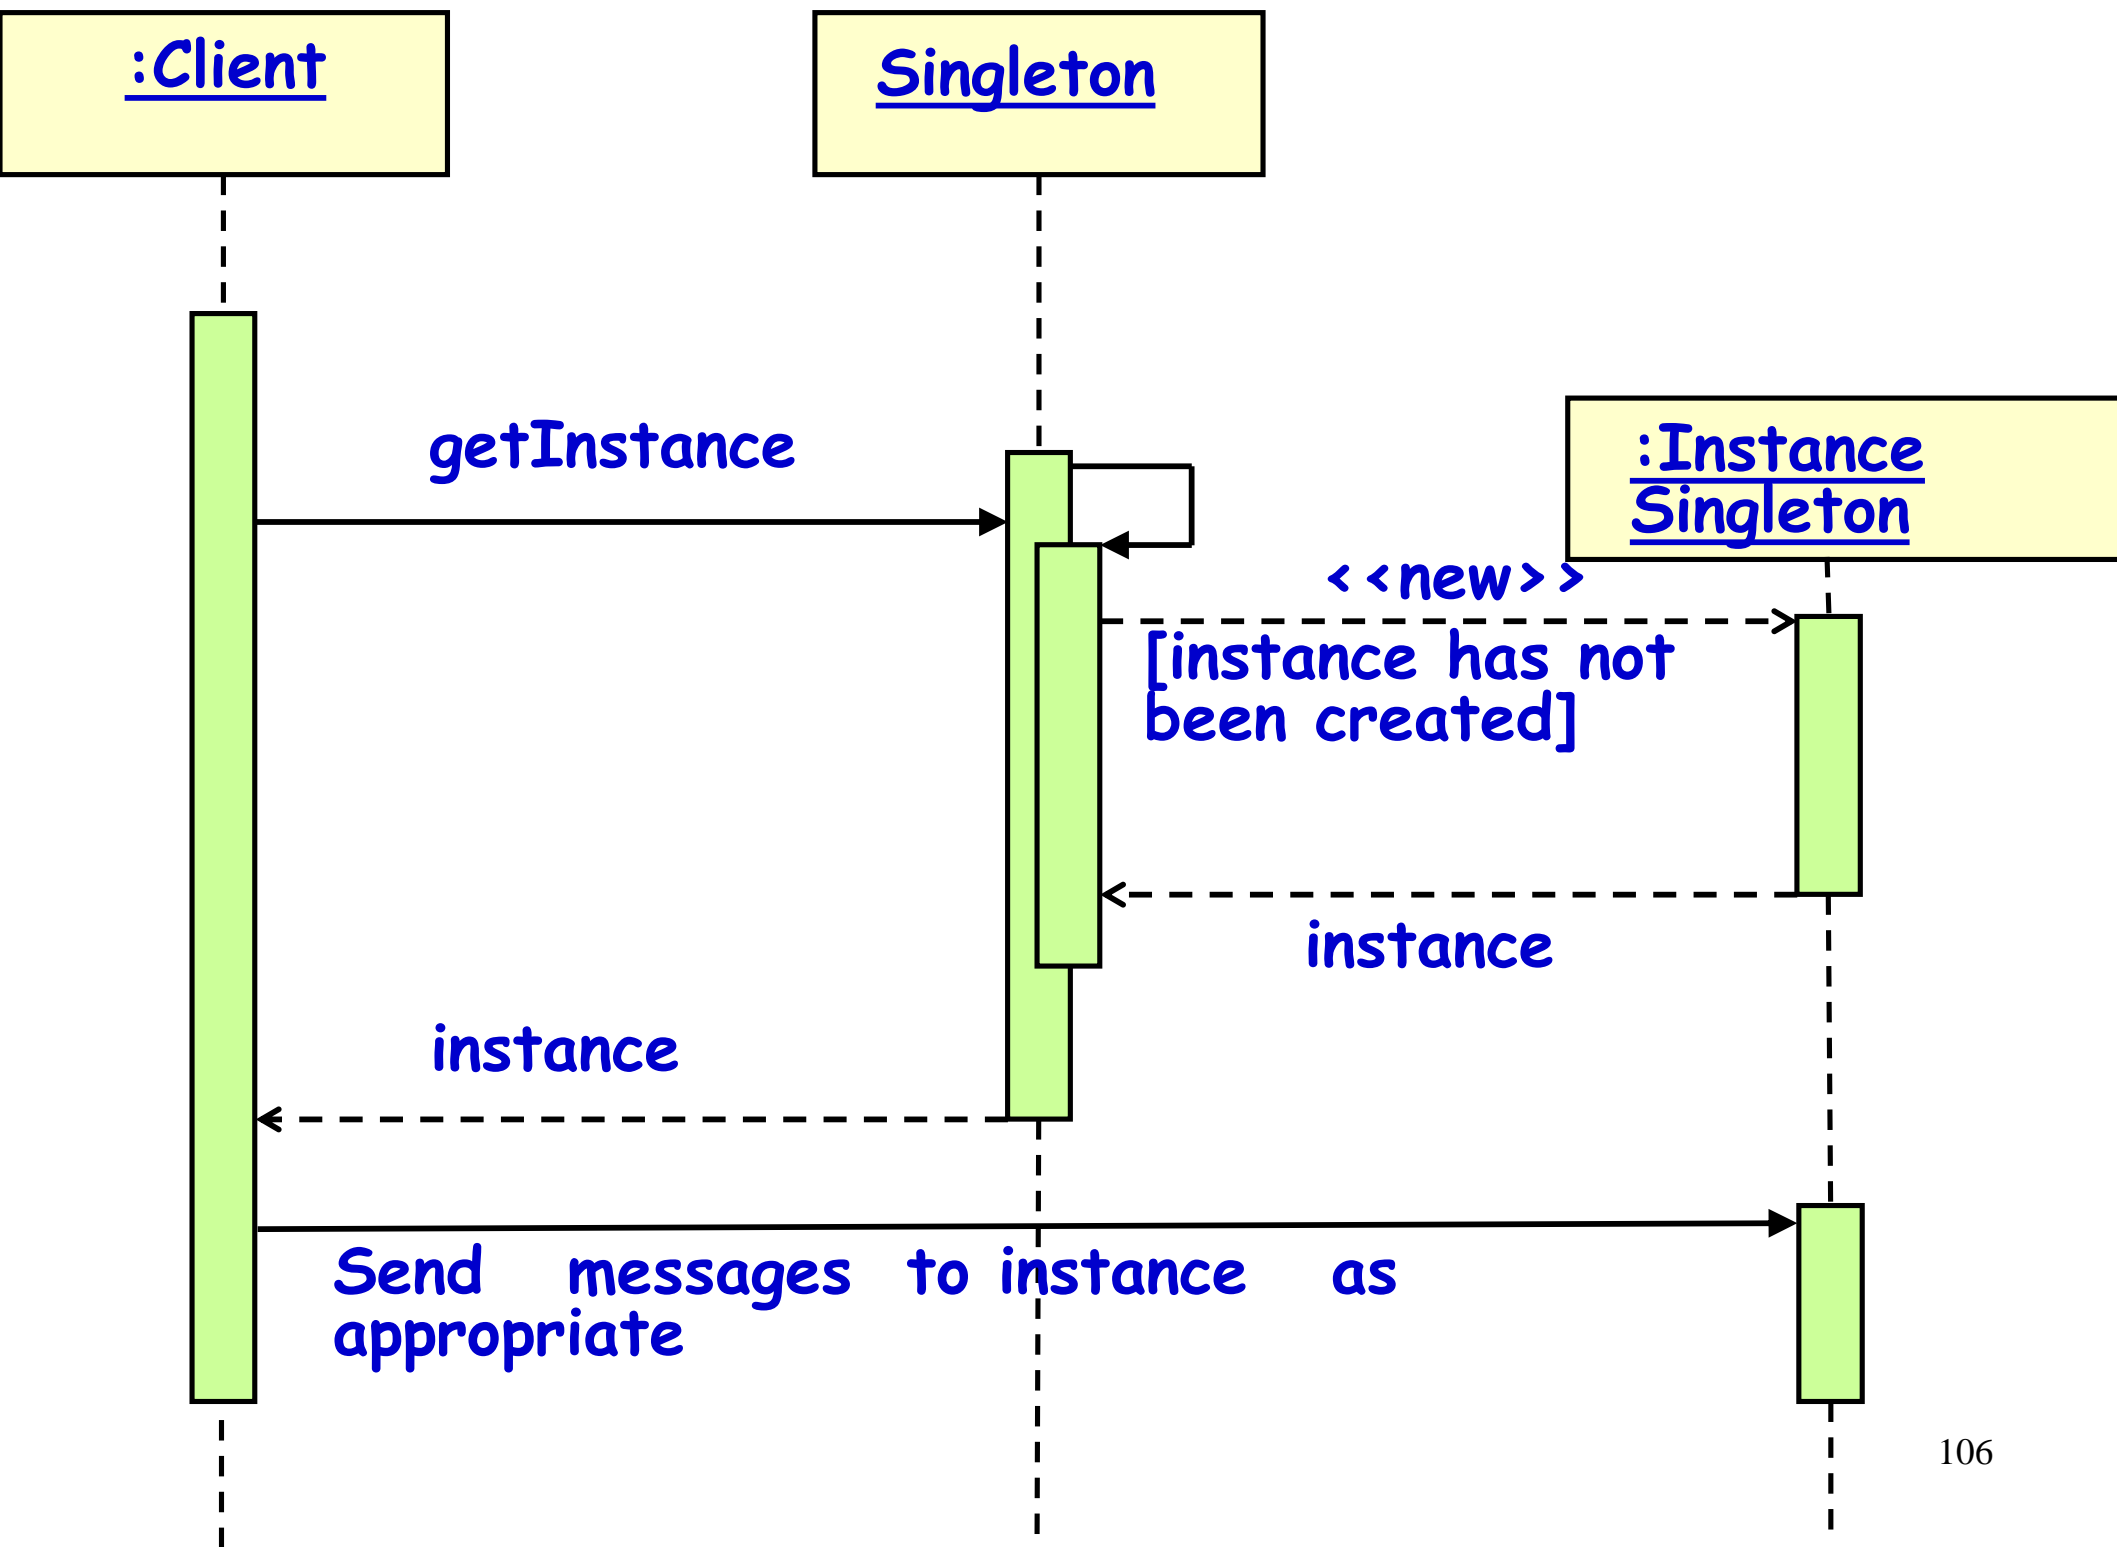 :Client
Singleton
getInstance
:Instance
Singleton
<<new>>
[instance has not
been created]
instance
instance
Send messages to instance as
appropriate
106